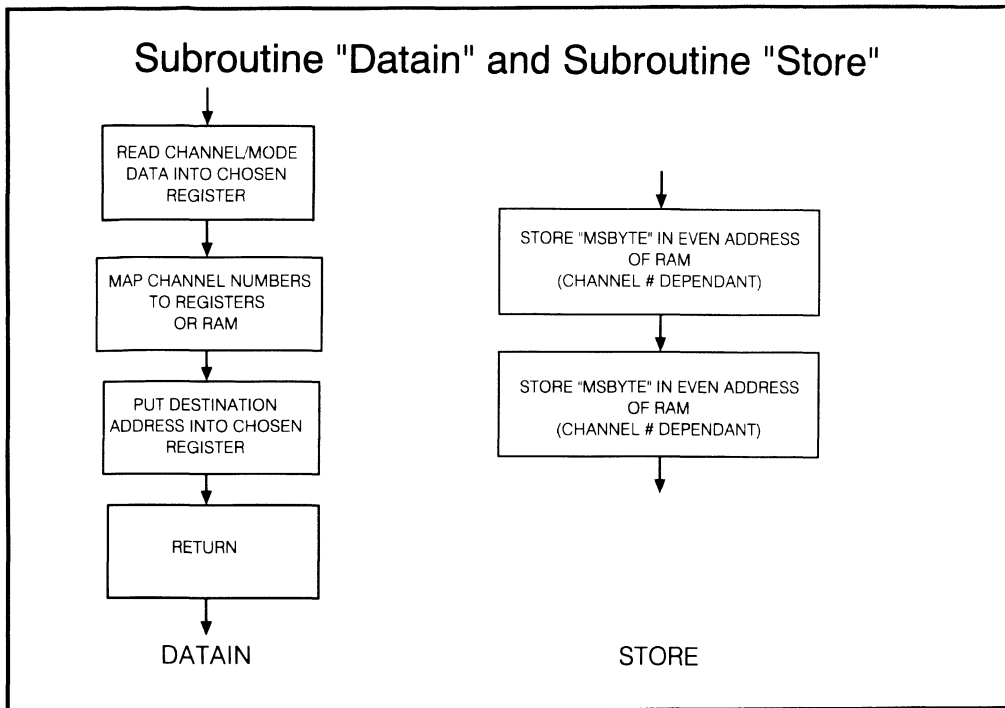 Subroutine "Datain" and Subroutine "Store"
READ CHANNEL/MODE
DATA INTO CHOSEN
REGISTER
MAP CHANNEL NUMBERS
TO REGISTERS
OR RAM
PUT DESTINATION
ADDRESS INTO CHOSEN
REGISTER
RETURN
DATAIN
STORE "MSBYTE" IN EVEN ADDRESS
OF RAM
(CHANNEL # DEPENDANT)
STORE "MSBYTE" IN EVEN ADDRESS
OF RAM
(CHANNEL # DEPENDANT)
STORE